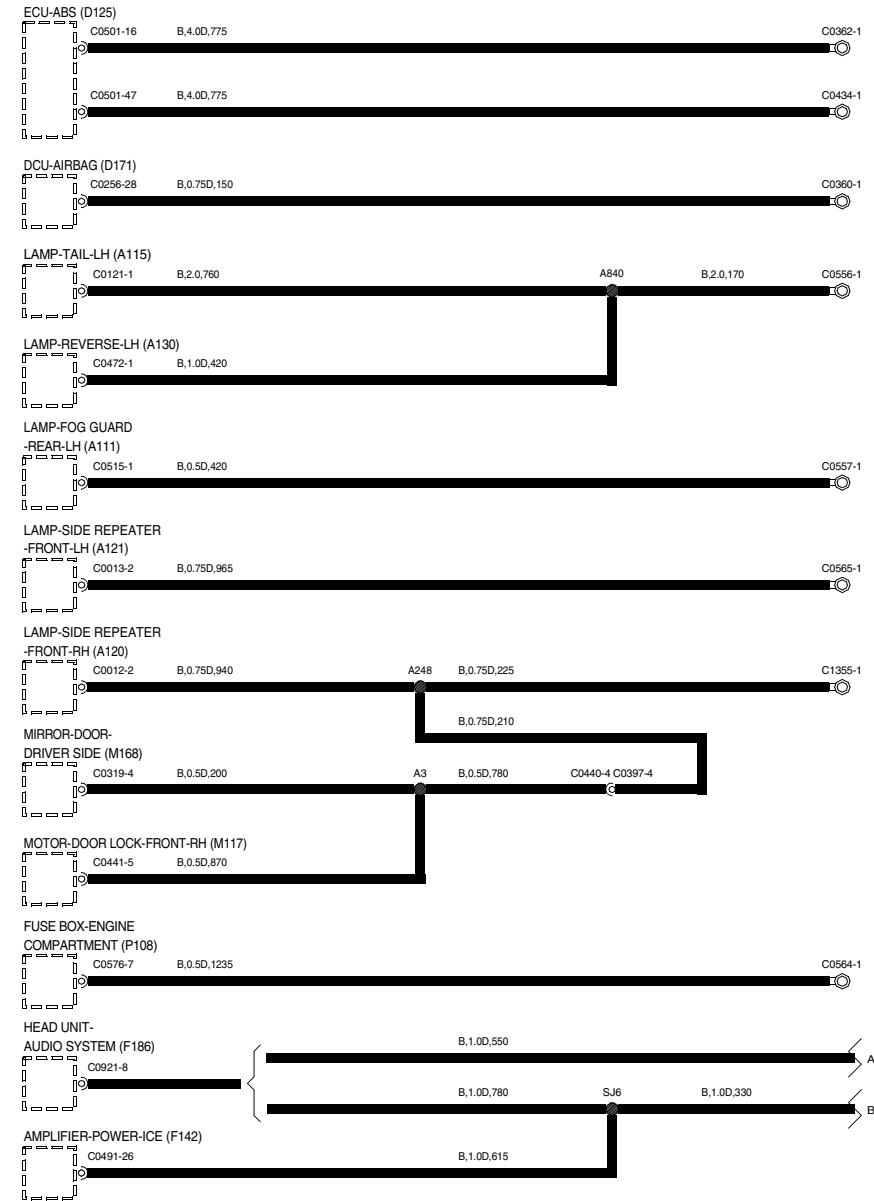 ECU-ABS (D125)
C0501-16 B,4.0D,775 C0362-1
C0501-47 B,4.0D,775 C0434-1
DCU-AIRBAG (D171)
C0256-28 B,0.75D,150 C0360-1
LAMP-TAIL-LH (A115)
C0121-1 B,2.0,760 A840 B,2.0,170 C0556-1
LAMP-REVERSE-LH (A130)
C0472-1 B,1.0D,420
LAMP-FOG GUARD
-REAR-LH (A111)
C0515-1 B,0.5D,420 C0557-1
LAMP-SIDE REPEATER
-FRONT-LH (A121)
C0013-2 B,0.75D,965 C0565-1
LAMP-SIDE REPEATER
-FRONT-RH (A120)
C0012-2 B,0.75D,940 A248 B,0.75D,225 C1355-1
B,0.75D,210
MIRROR-DOOR-
DRIVER SIDE (M168)
C0319-4 B,0.5D,200 A3 B,0.5D,780 C0440-4 C0397-4
MOTOR-DOOR LOCK-FRONT-RH (M117)
C0441-5 B,0.5D,870
FUSE BOX-ENGINE
COMPARTMENT (P108)
C0576-7 B,0.5D,1235 C0564-1
HEAD UNIT-
AUDIO SYSTEM (F186)
B,1.0D,550
A
C0921-8
B,1.0D,780 SJ6 B,1.0D,330
B
AMPLIFIER-POWER-ICE (F142)
C0491-26 B,1.0D,615